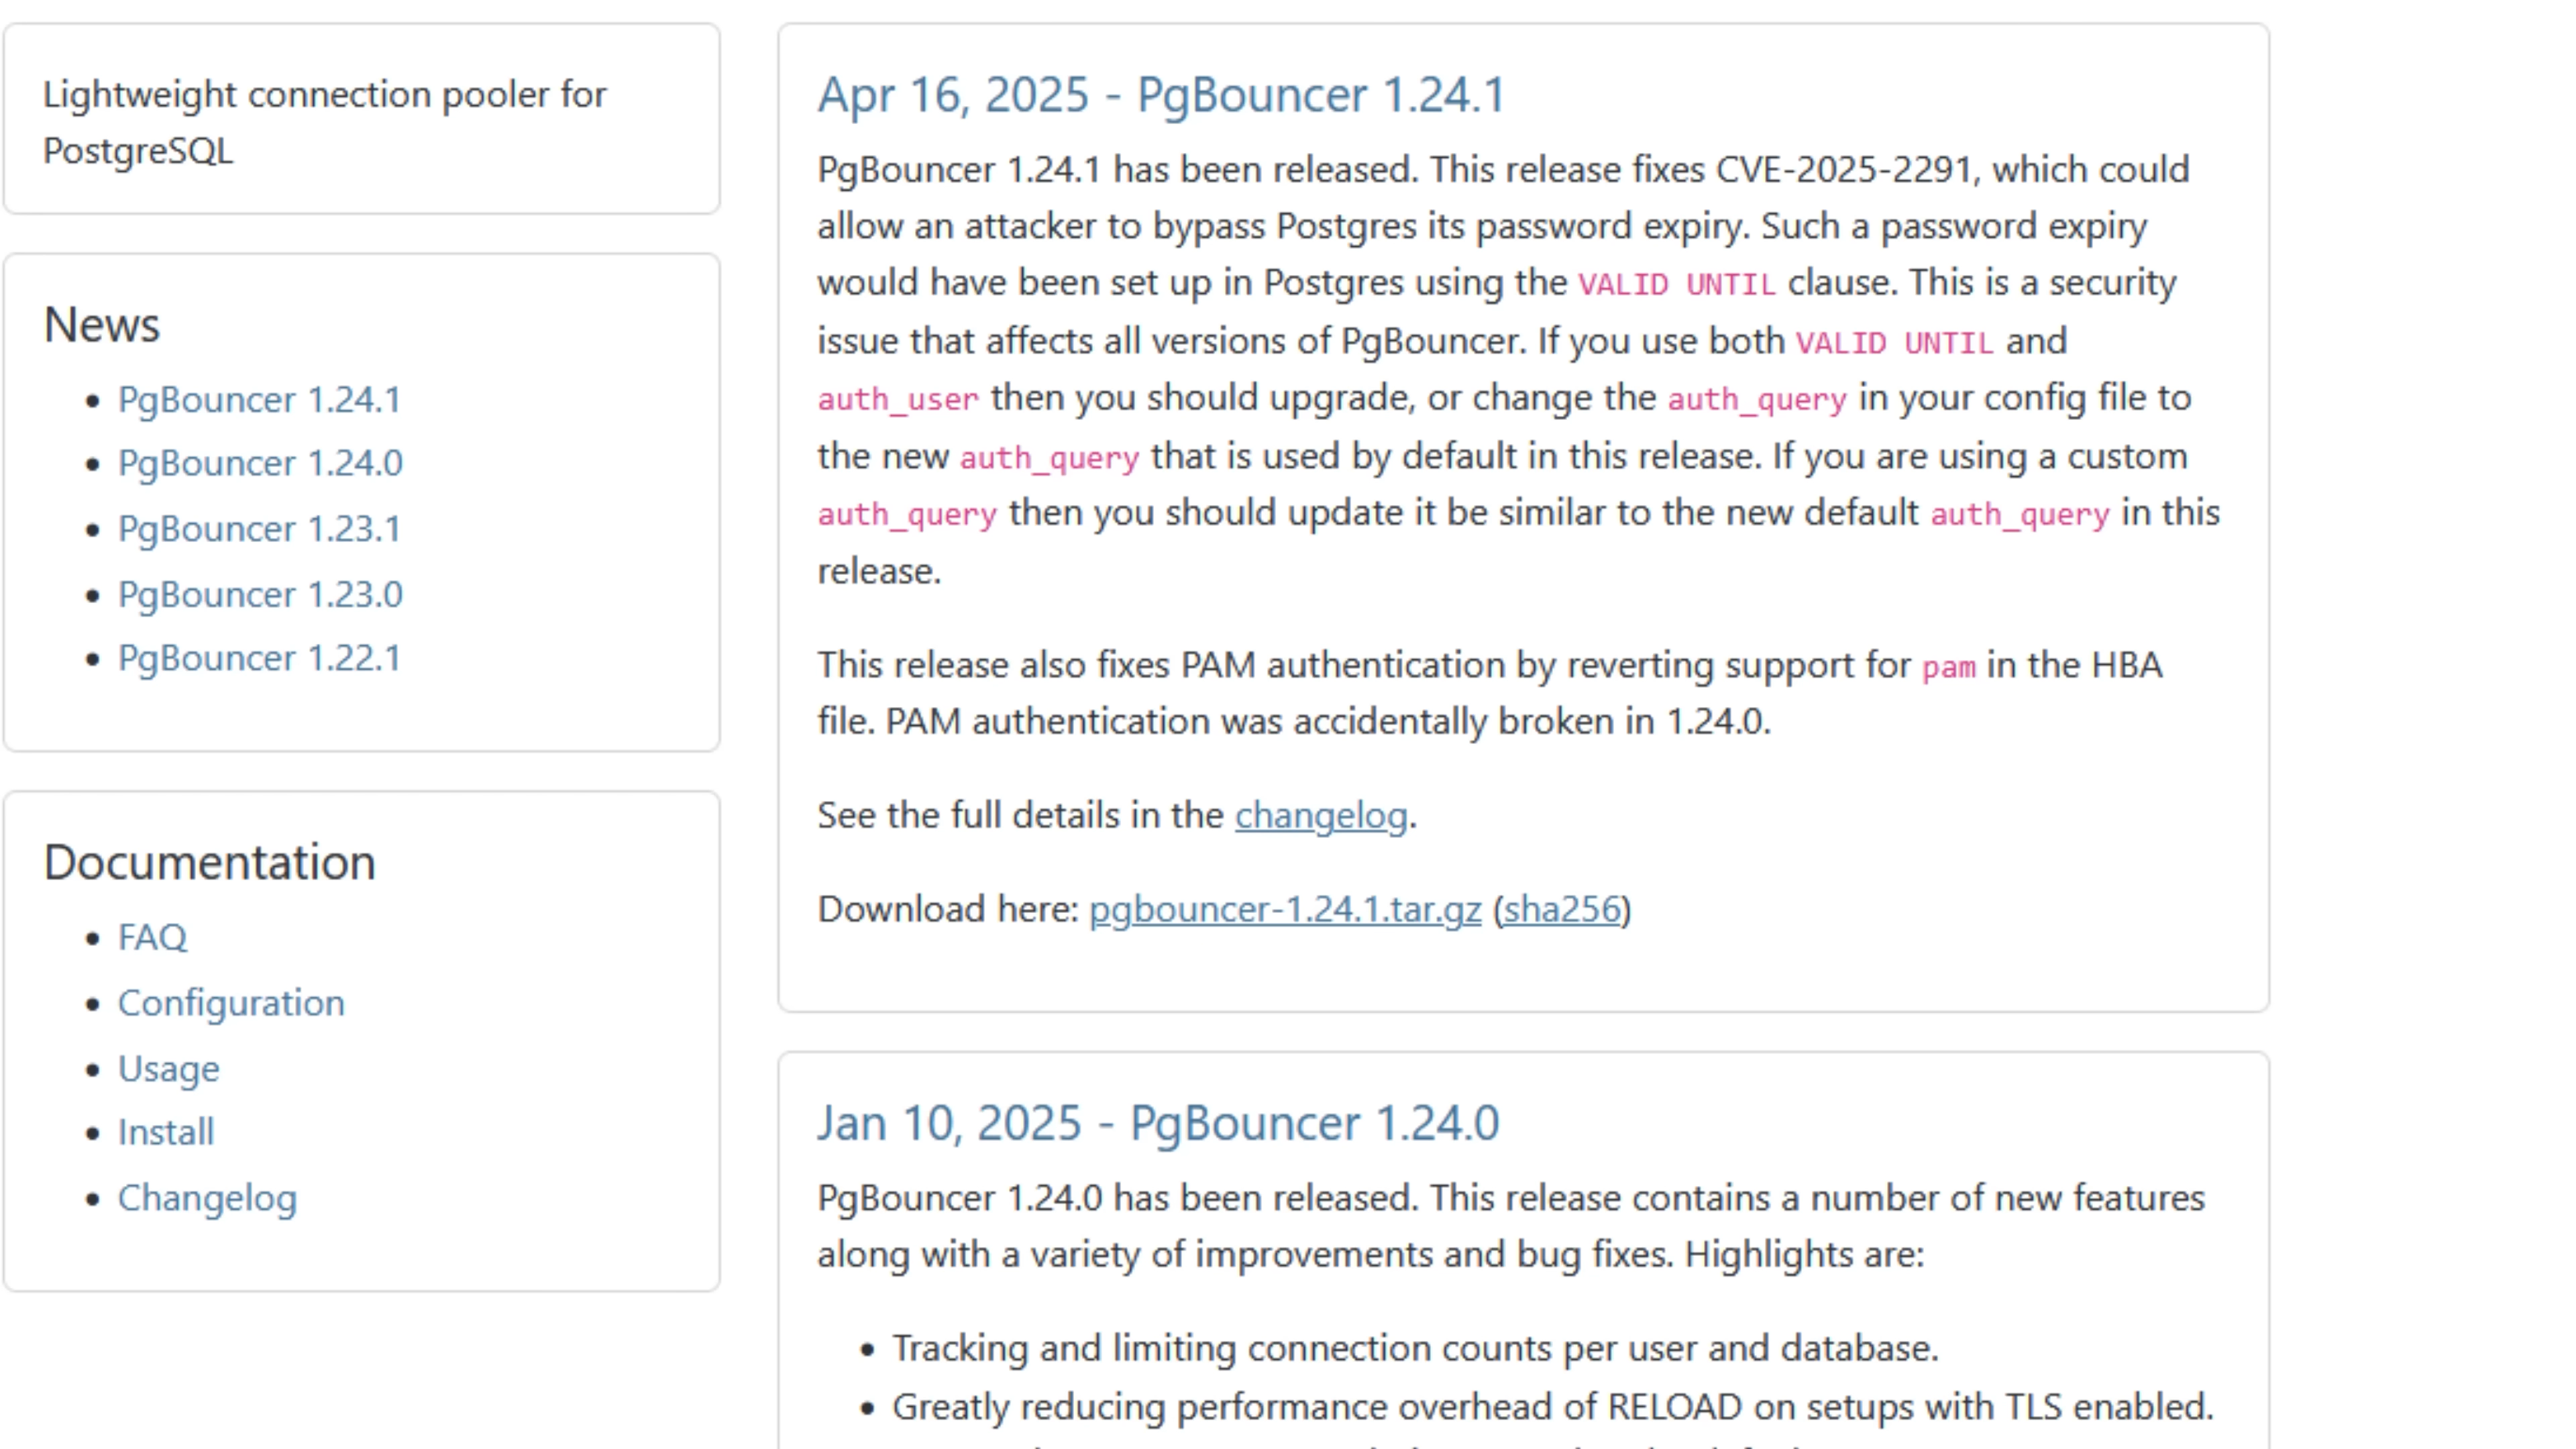 Lightweight connection pooler for
PostgreSQL
News
PgBouncer 1.24.1
PgBouncer 1.24.0
PgBouncer 1.23.1
PgBouncer 1.23.0
PgBouncer 1.22.1
Documentation
FAQ
Configuration
Usage
Install
Changelog
Apr 16, 2025 - PgBouncer 1.24.1
PgBouncer 1.24.1 has been released. This release fixes CVE-2025-2291, which could
allow an attacker to bypass Postgres its password expiry. Such a password expiry
would have been set up in Postgres using the VALID UNTIL clause. This is a security
issue that affects all versions of PgBouncer. If you use both VALID UNTIL and
auth_user then you should upgrade, or change the auth_query in your config file to
the new auth_query that is used by default in this release. If you are using a custom
auth_query then you should update it be similar to the new default auth_query in this
release.
This release also fixes PAM authentication by reverting support for pam in the HBA
file. PAM authentication was accidentally broken in 1.24.0.
See the full details in the changelog.
Download here: pgbouncer-1.24.1.tar.gz (sha256)
Jan 10, 2025 - PgBouncer 1.24.0
PgBouncer 1.24.0 has been released. This release contains a number of new features
along with a variety of improvements and bug fixes. Highlights are:
Tracking and limiting connection counts per user and database.
Greatly reducing performance overhead of RELOAD on setups with TLS enabled.